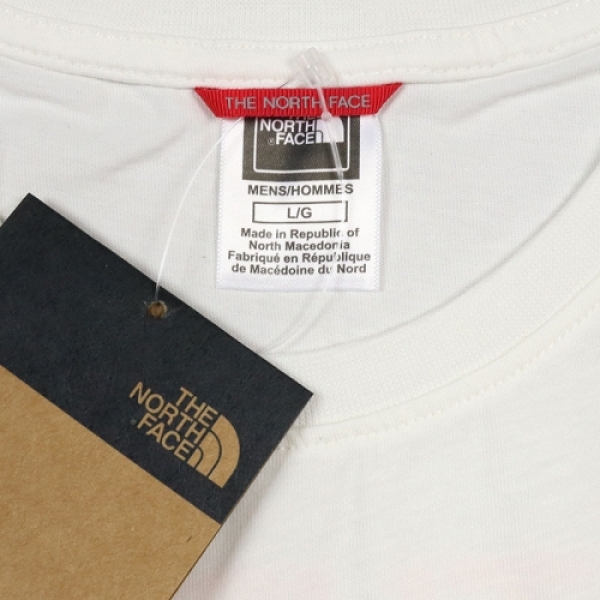 THE NORTH FACE
NORTH
FACE
MENS/HOMMES
L/G
Made in Republic of
North Macedonia
Fabriqué en République
de Macédoine du Nord
THE
NORTH
FACE